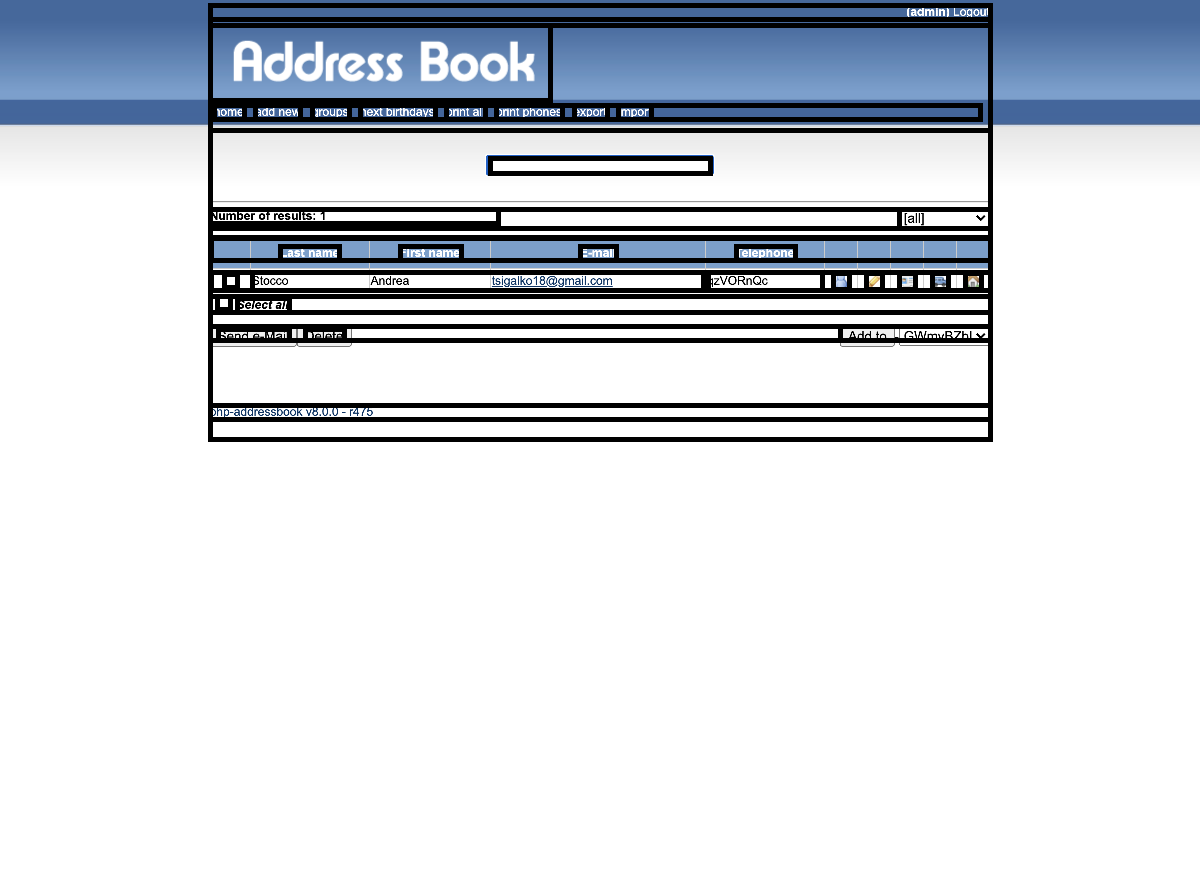 (admin) Logout
Address Book
home add new groups next birthdays print all print phones export import
Number of results: 1 [all]
Last name First name E-mail Telephone
Stocco Andrea tsigalko18@gmail.com qzVORnQc
Select all
Send e-Mail Delete Add to -
php-addressbook v8.0.0 - r475